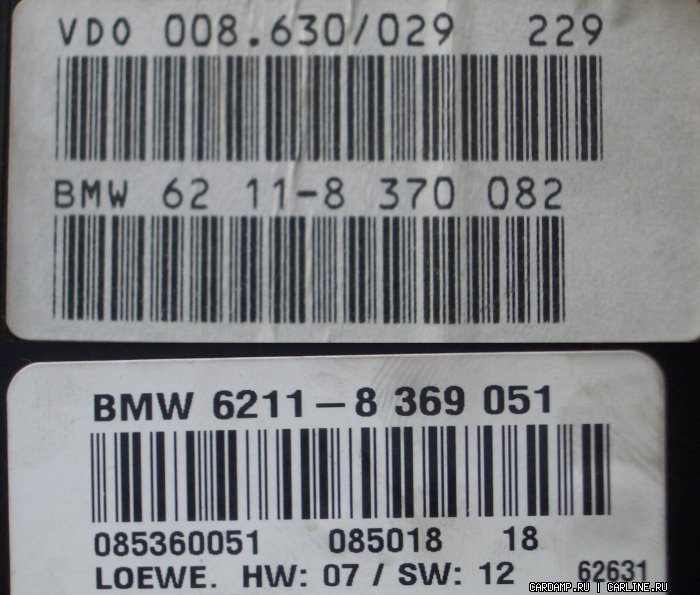 VDO 008.630/029 229
BMW 62 11-8 370 082
BMW 6211-8 369 051
085360051 085018 18
LOEWE. HW: 07 / SW: 12 62631
CARDAMP.RU | CARLINE.RU